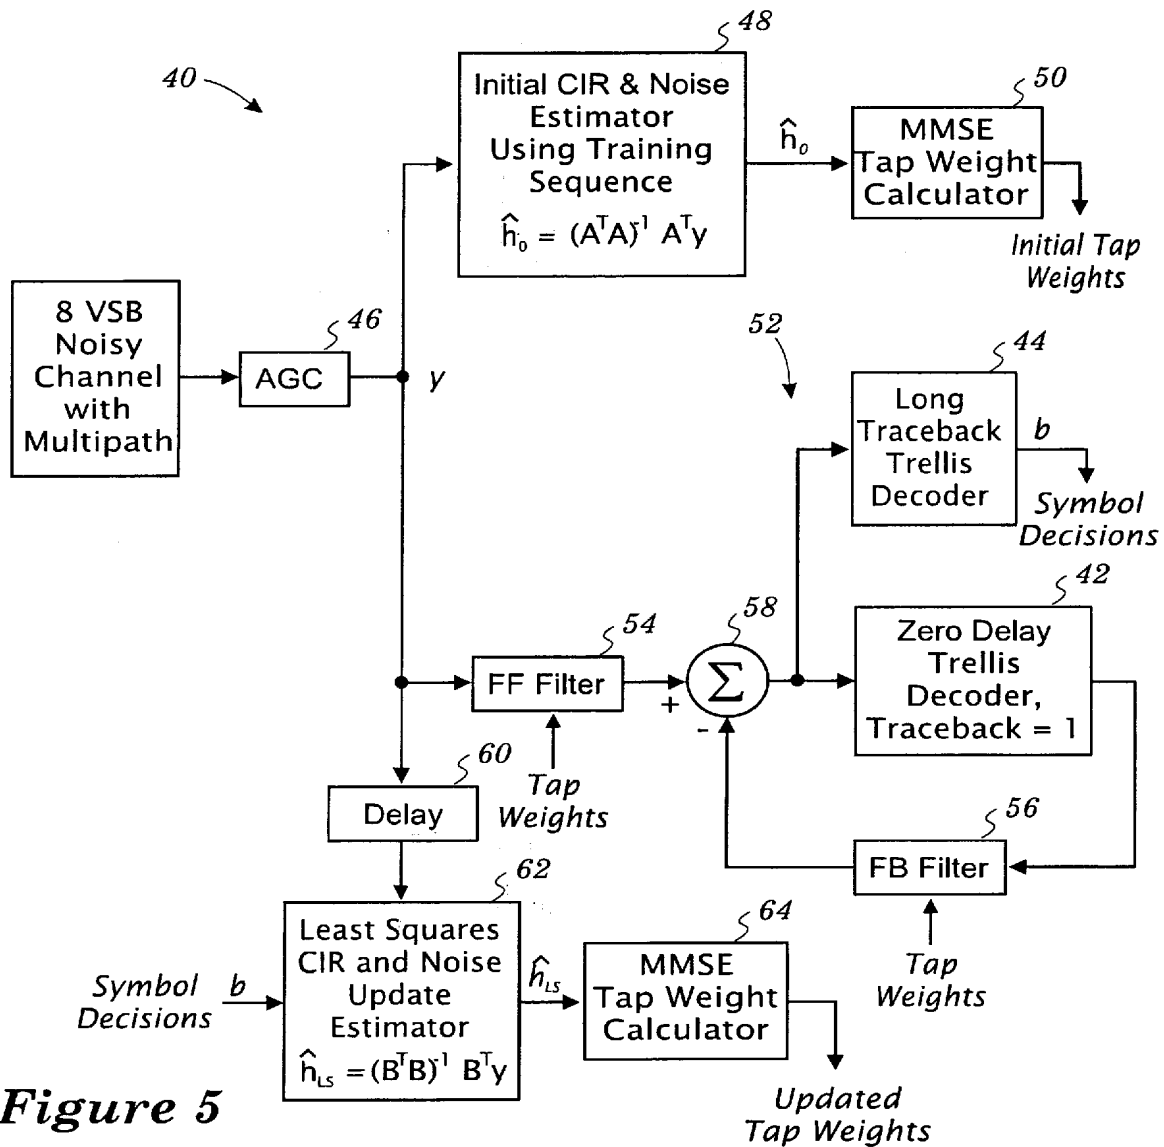 40
48
Initial CIR & Noise
Estimator
Using Training
Sequence
ĥ₀ = (AᵀA)⁻¹ Aᵀy
ĥ₀
50
MMSE
Tap Weight
Calculator
Initial Tap
Weights
8 VSB
Noisy
Channel
with
Multipath
46
AGC
y
52
44
Long
Traceback
Trellis
Decoder
b
Symbol
Decisions
54
FF Filter
Tap
Weights
58
Σ
+
-
42
Zero Delay
Trellis
Decoder,
Traceback = 1
56
FB Filter
Tap
Weights
60
Delay
62
Least Squares
CIR and Noise
Update
Estimator
ĥLS = (BᵀB)⁻¹ Bᵀy
Symbol
Decisions
b
ĥLS
64
MMSE
Tap Weight
Calculator
Updated
Tap Weights
Figure 5